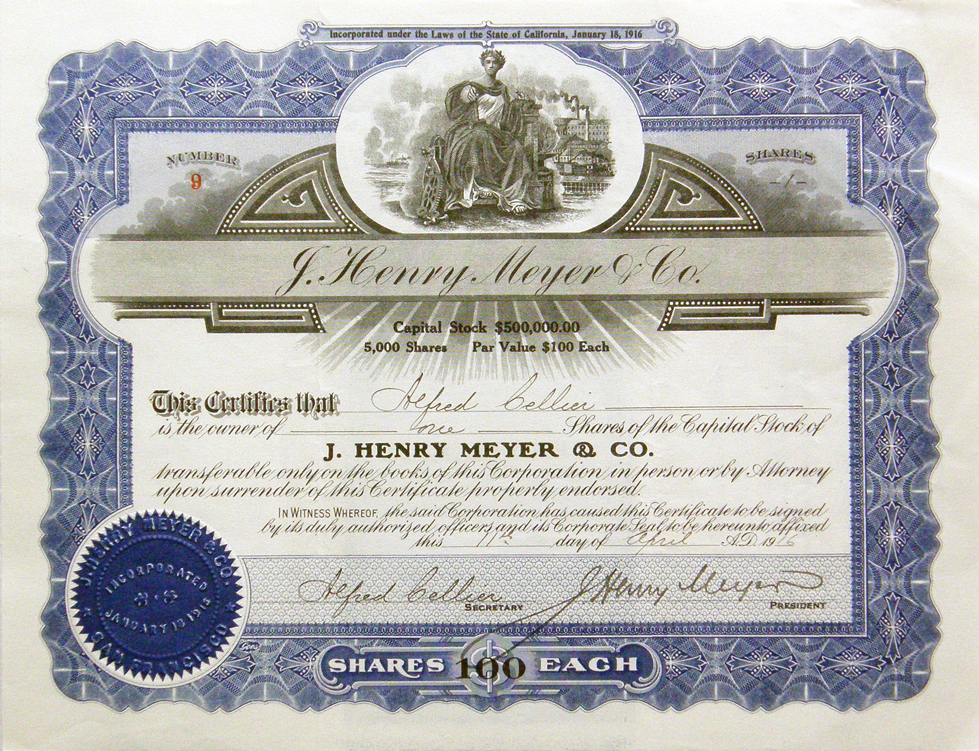 Incorporated under the Laws of the State of California, January 18, 1916
NUMBER
9
SHARES
-1-
J. Henry Meyer & Co.
Capital Stock $500,000.00
5,000 Shares Par Value $100 Each
This Certifies that Alfred Cellier
is the owner of one Shares of the Capital Stock of
J. HENRY MEYER & CO.
transferable only on the books of this Corporation in person or by Attorney
upon surrender of this Certificate properly endorsed.
IN WITNESS WHEREOF, the said Corporation has caused this Certificate to be signed
by its duly authorized officers and its Corporate Seal to be hereunto affixed
this 11th day of April A.D. 1916
J. HENRY MEYER & CO.
INCORPORATED
JANUARY 18, 1916
SAN FRANCISCO
Alfred Cellier
SECRETARY
J Henry Meyer
PRESIDENT
SHARES $100 EACH